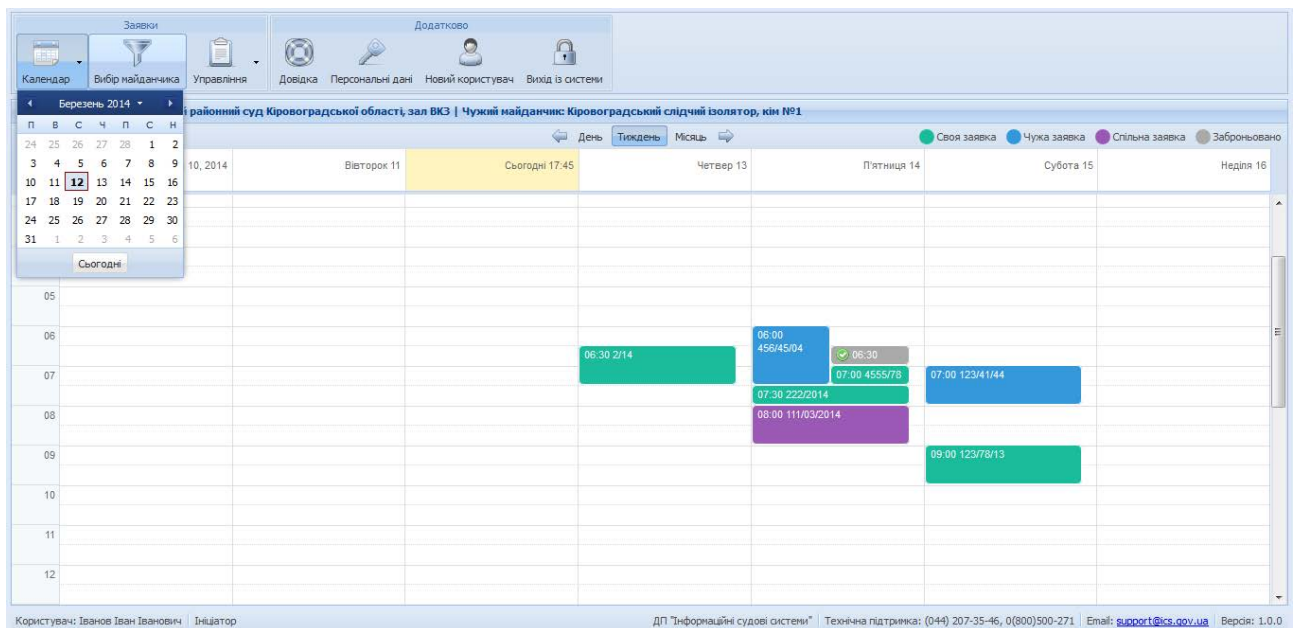 Заявки
Додатково
Календар
Вибір майданчика
Управління
Довідка
Персональні дані
Новий користувач
Вихід із системи
Березень 2014
і районний суд Кіровоградської області, зал ВКЗ | Чужий майданчик: Кіровоградський слідчий ізолятор, кім №1
П В С Ч П С Н
24 25 26 27 28 1 2
3 4 5 6 7 8 9
10 11 12 13 14 15 16
17 18 19 20 21 22 23
24 25 26 27 28 29 30
31 1 2 3 4 5 6
Сьогодні
День Тиждень Місяць
Своя заявка Чужа заявка Спільна заявка Заброньовано
10, 2014 Вівторок 11 Сьогодні 17:45 Четвер 13 П'ятниця 14 Субота 15 Неділя 16
05
06
07
08
09
10
11
12
06:30 2/14
06:00
456/45/04
06:30
07:00 4555/78
07:30 222/2014
08:00 111/03/2014
07:00 123/41/44
09:00 123/78/13
Користувач: Іванов Іван Іванович Ініціатор
ДП "Інформаційні судові системи" Технічна підтримка: (044) 207-35-46, 0(800)500-271 Email: support@ics.gov.ua Версія: 1.0.0